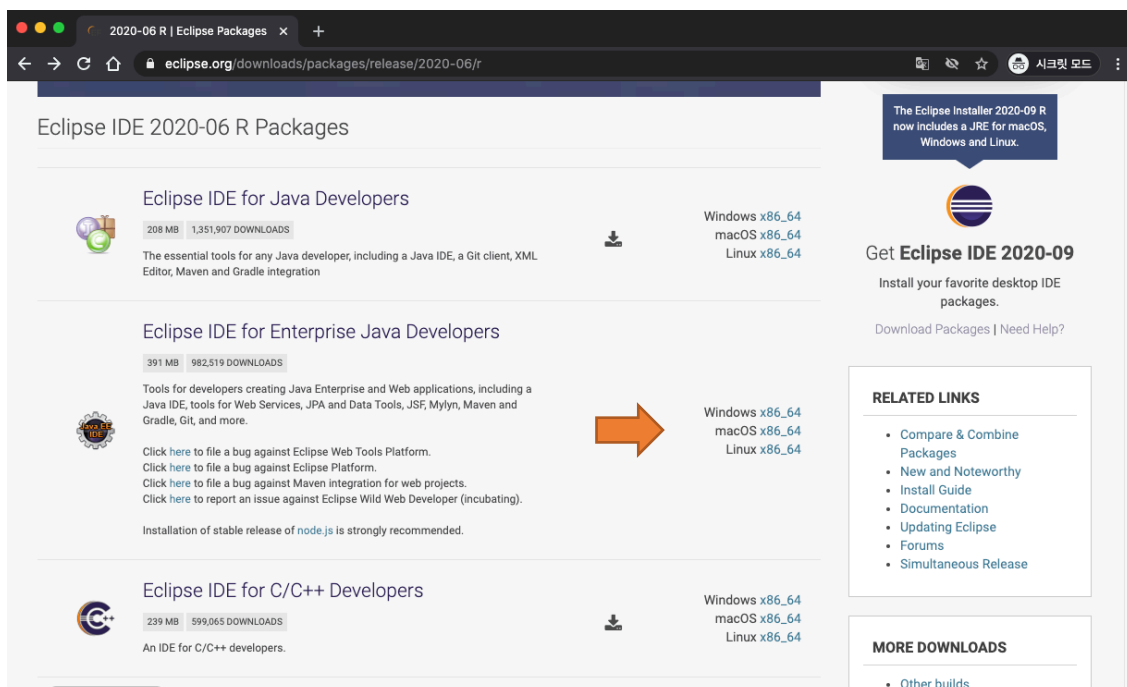 2020-06 R | Eclipse Packages
eclipse.org/downloads/packages/release/2020-06/r
시크릿 모드
Eclipse IDE 2020-06 R Packages
Eclipse IDE for Java Developers
208 MB 1,351,907 DOWNLOADS
The essential tools for any Java developer, including a Java IDE, a Git client, XML
Editor, Maven and Gradle integration
Windows x86_64
macOS x86_64
Linux x86_64
Eclipse IDE for Enterprise Java Developers
391 MB 982,519 DOWNLOADS
Tools for developers creating Java Enterprise and Web applications, including a
Java IDE, tools for Web Services, JPA and Data Tools, JSF, Mylyn, Maven and
Gradle, Git, and more.
Click here to file a bug against Eclipse Web Tools Platform.
Click here to file a bug against Eclipse Platform.
Click here to file a bug against Maven integration for web projects.
Click here to report an issue against Eclipse Wild Web Developer (incubating).
Installation of stable release of node.js is strongly recommended.
Java EE
IDE
Windows x86_64
macOS x86_64
Linux x86_64
Eclipse IDE for C/C++ Developers
239 MB 599,065 DOWNLOADS
An IDE for C/C++ developers.
C++
Windows x86_64
macOS x86_64
Linux x86_64
The Eclipse Installer 2020-09 R
now includes a JRE for macOS,
Windows and Linux.
Get Eclipse IDE 2020-09
Install your favorite desktop IDE
packages.
Download Packages | Need Help?
RELATED LINKS
Compare & Combine
Packages
New and Noteworthy
Install Guide
Documentation
Updating Eclipse
Forums
Simultaneous Release
MORE DOWNLOADS
Other builds